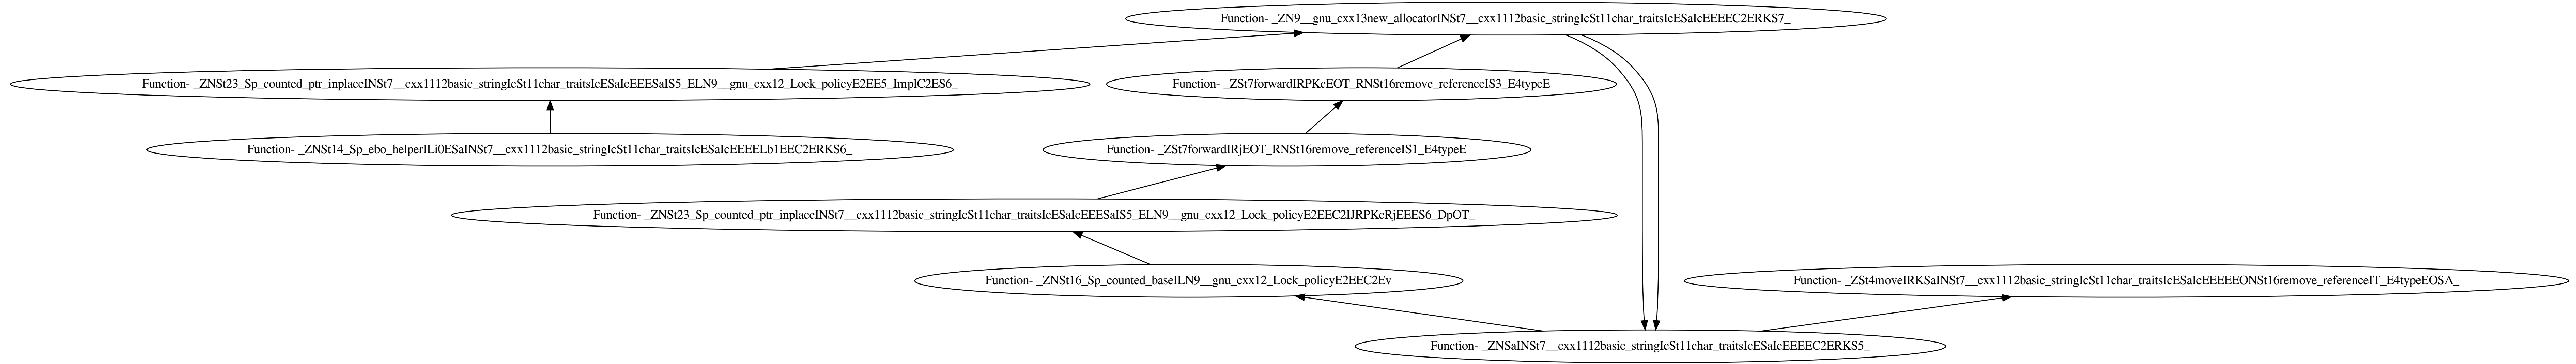 Function- _ZN9__gnu_cxx13new_allocatorINSt7__cxx1112basic_stringIcSt11char_traitsIcESaIcEEEEC2ERKS7_
Function- _ZNSt23_Sp_counted_ptr_inplaceINSt7__cxx1112basic_stringIcSt11char_traitsIcESaIcEEESaIS5_ELN9__gnu_cxx12_Lock_policyE2EE5_ImplC2ES6_
Function- _ZSt7forwardIRPKcEOT_RNSt16remove_referenceIS3_E4typeE
Function- _ZNSt14_Sp_ebo_helperILi0ESaINSt7__cxx1112basic_stringIcSt11char_traitsIcESaIcEEEELb1EEC2ERKS6_
Function- _ZSt7forwardIRjEOT_RNSt16remove_referenceIS1_E4typeE
Function- _ZNSt23_Sp_counted_ptr_inplaceINSt7__cxx1112basic_stringIcSt11char_traitsIcESaIcEEESaIS5_ELN9__gnu_cxx12_Lock_policyE2EEC2IJRPKcRjEEES6_DpOT_
Function- _ZNSt16_Sp_counted_baseILN9__gnu_cxx12_Lock_policyE2EEC2Ev
Function- _ZSt4moveIRKSaINSt7__cxx1112basic_stringIcSt11char_traitsIcESaIcEEEEEONSt16remove_referenceIT_E4typeEOSA_
Function- _ZNSaINSt7__cxx1112basic_stringIcSt11char_traitsIcESaIcEEEEC2ERKS5_